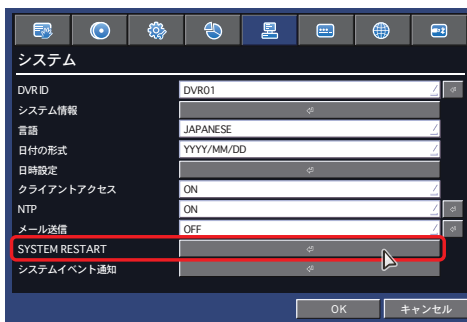 システム
DVR ID DVR01
システム情報
言語 JAPANESE
日付の形式 YYYY/MM/DD
日時設定
クライアントアクセス ON
NTP ON
メール送信 OFF
SYSTEM RESTART
システムイベント通知
OK キャンセル